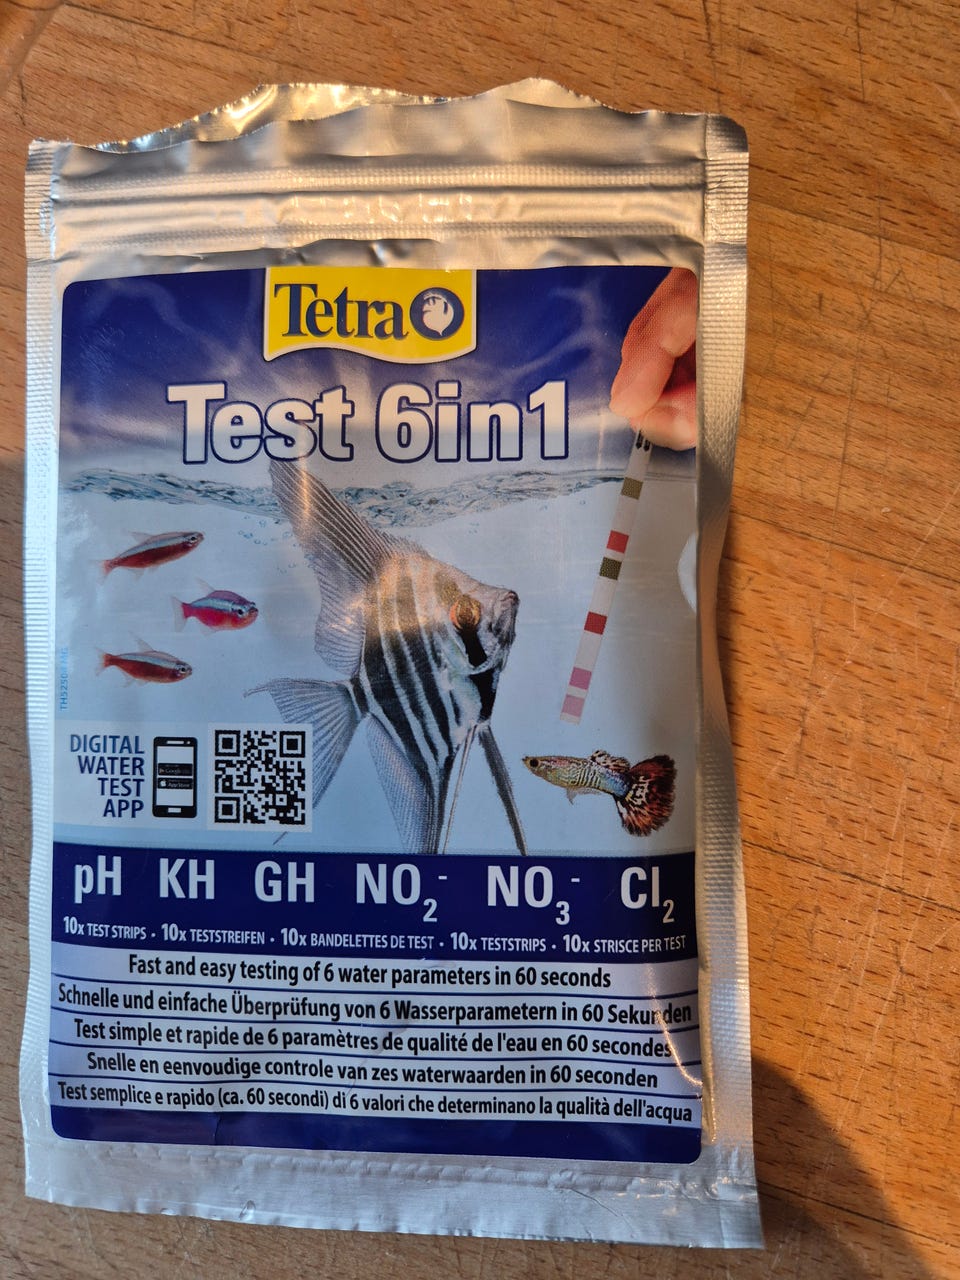 Tetra
Test 6in1
DIGITAL
WATER
TEST
APP
pH KH GH NO₂⁻ NO₃⁻ Cl₂
10x TEST STRIPS • 10x TESTSTREIFEN • 10x BANDELETTES DE TEST • 10x TESTSTRIPS • 10x STRISCE PER TEST
Fast and easy testing of 6 water parameters in 60 seconds
Schnelle und einfache Überprüfung von 6 Wasserparametern in 60 Sekunden
Test simple et rapide de 6 paramètres de qualité de l'eau en 60 secondes
Snelle en eenvoudige controle van zes waterwaarden in 60 seconden
Test semplice e rapido (ca. 60 secondi) di 6 valori che determinano la qualità dell'acqua